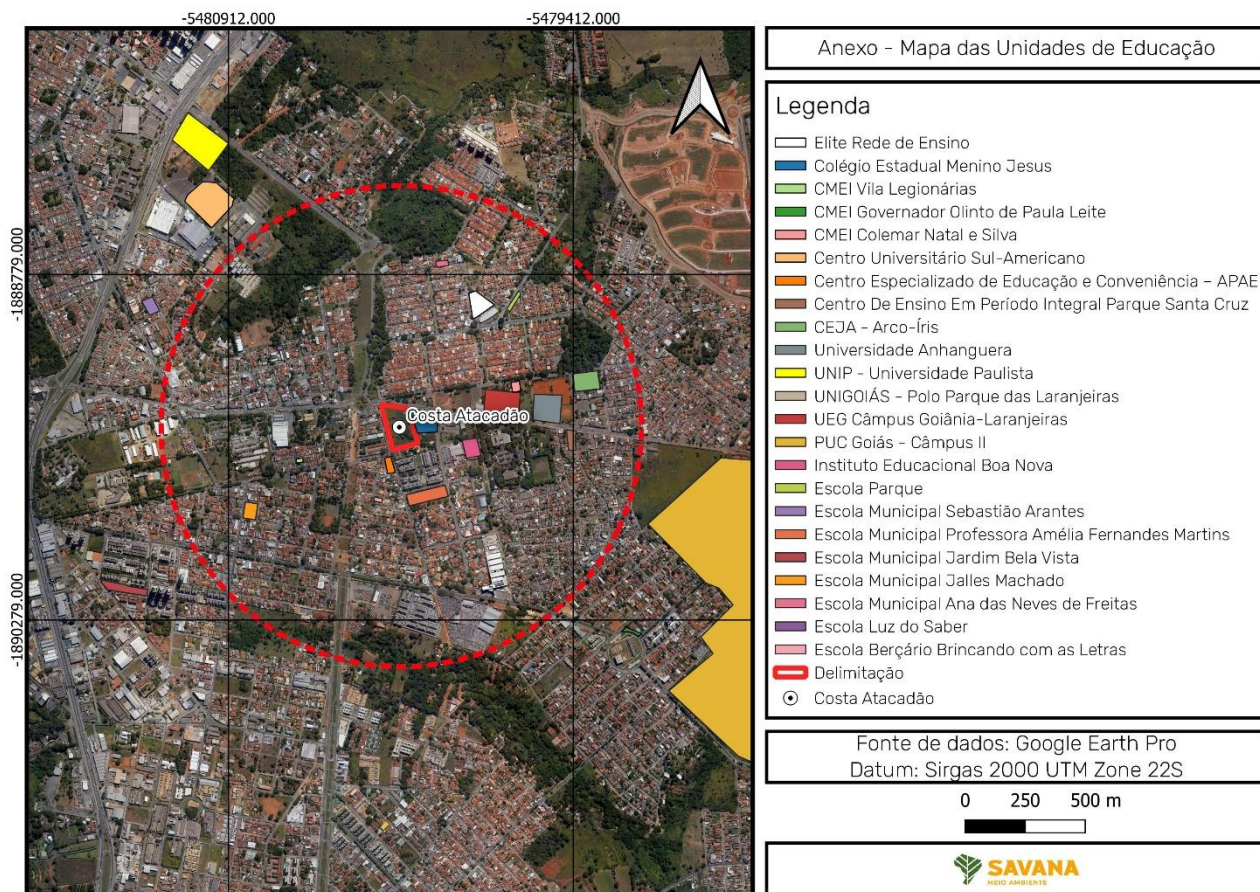 -5480912.000
-5479412.000
-1888779.000
-1890279.000
Costa Atacadão
Anexo - Mapa das Unidades de Educação
Legenda
Elite Rede de Ensino
Colégio Estadual Menino Jesus
CMEI Vila Legionárias
CMEI Governador Olinto de Paula Leite
CMEI Colemar Natal e Silva
Centro Universitário Sul-Americano
Centro Especializado de Educação e Conveniência – APAE
Centro De Ensino Em Período Integral Parque Santa Cruz
CEJA - Arco-Íris
Universidade Anhanguera
UNIP - Universidade Paulista
UNIGOIÁS - Polo Parque das Laranjeiras
UEG Câmpus Goiânia-Laranjeiras
PUC Goiás - Câmpus II
Instituto Educacional Boa Nova
Escola Parque
Escola Municipal Sebastião Arantes
Escola Municipal Professora Amélia Fernandes Martins
Escola Municipal Jardim Bela Vista
Escola Municipal Jalles Machado
Escola Municipal Ana das Neves de Freitas
Escola Luz do Saber
Escola Berçário Brincando com as Letras
Delimitação
Costa Atacadão
Fonte de dados: Google Earth Pro
Datum: Sirgas 2000 UTM Zone 22S
0 250 500 m
SAVANA
MEIO AMBIENTE